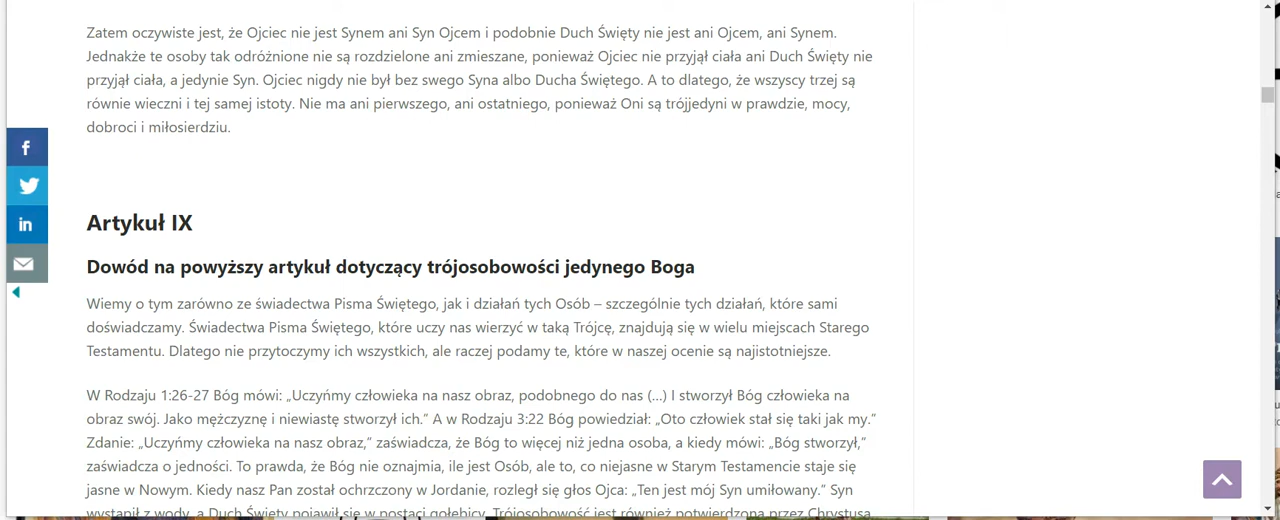 Zatem oczywiste jest, że Ojciec nie jest Synem ani Syn Ojcem i podobnie Duch Święty nie jest ani Ojcem, ani Synem.
Jednakże te osoby tak odróżnione nie są rozdzielone ani zmieszane, ponieważ Ojciec nie przyjął ciała ani Duch Święty nie
przyjął ciała, a jedynie Syn. Ojciec nigdy nie był bez swego Syna albo Ducha Świętego. A to dlatego, że wszyscy trzej są
równie wieczni i tej samej istoty. Nie ma ani pierwszego, ani ostatniego, ponieważ Oni są trójjedyni w prawdzie, mocy,
dobroci i miłosierdziu.
Artykuł IX
Dowód na powyższy artykuł dotyczący trójosobowości jedynego Boga
Wiemy o tym zarówno ze świadectwa Pisma Świętego, jak i działań tych Osób – szczególnie tych działań, które sami
doświadczamy. Świadectwa Pisma Świętego, które uczy nas wierzyć w taką Trójcę, znajdują się w wielu miejscach Starego
Testamentu. Dlatego nie przytoczymy ich wszystkich, ale raczej podamy te, które w naszej ocenie są najistotniejsze.
W Rodzaju 1:26-27 Bóg mówi: „Uczyńmy człowieka na nasz obraz, podobnego do nas (...) I stworzył Bóg człowieka na
obraz swój. Jako mężczyznę i niewiastę stworzył ich.” A w Rodzaju 3:22 Bóg powiedział: „Oto człowiek stał się taki jak my.”
Zdanie: „Uczyńmy człowieka na nasz obraz,” zaświadcza, że Bóg to więcej niż jedna osoba, a kiedy mówi: „Bóg stworzył,”
zaświadcza o jedności. To prawda, że Bóg nie oznajmia, ile jest Osób, ale to, co niejasne w Starym Testamencie staje się
jasne w Nowym. Kiedy nasz Pan został ochrzczony w Jordanie, rozległ się głos Ojca: „Ten jest mój Syn umiłowany.” Syn
wystąpił z wody, a Duch Święty pojawił się w postaci gołębicy. Trójosobowość jest również potwierdzona przez Chrystusa